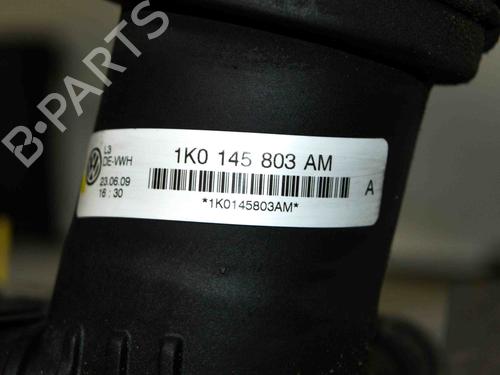 B-PARTS
L3
DE-VWH
23.06.09
16 : 30
1K0 145 803 AM
A
*1K0145803AM*